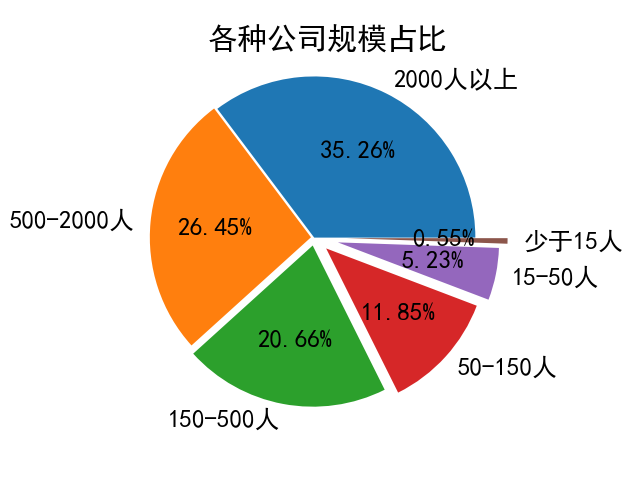 各种公司规模占比
2000人以上
35.26%
500-2000人
26.45%
0.55%
少于15人
5.23%
15-50人
11.85%
20.66%
50-150人
150-500人